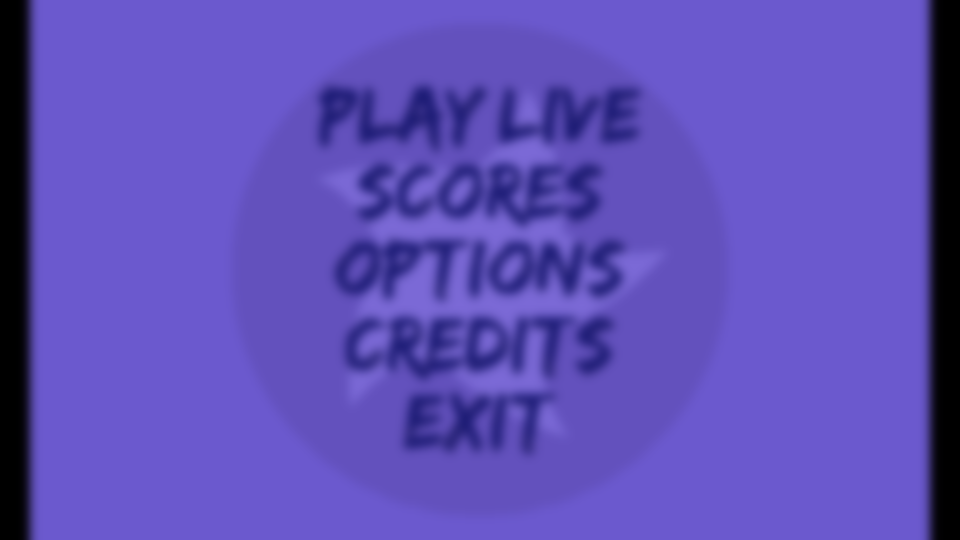 PLAY LIVE
SCORES
OPTIONS
CREDITS
EXIT